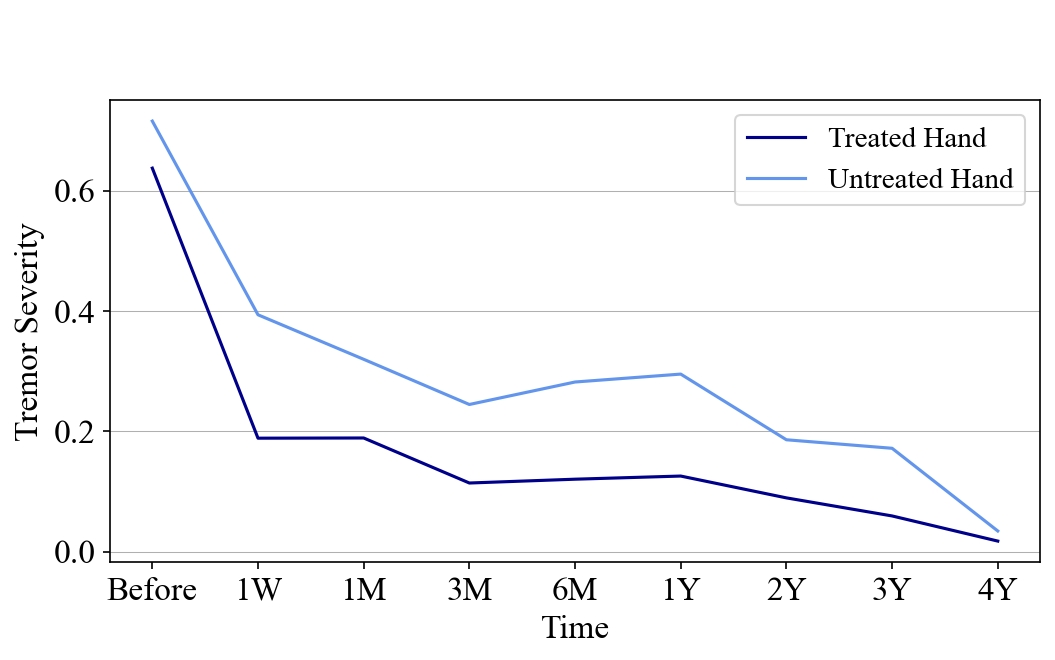 Treated Hand
Untreated Hand
0.6
0.4
0.2
0.0
Tremor Severity
Before 1W 1M 3M 6M 1Y 2Y 3Y 4Y
Time